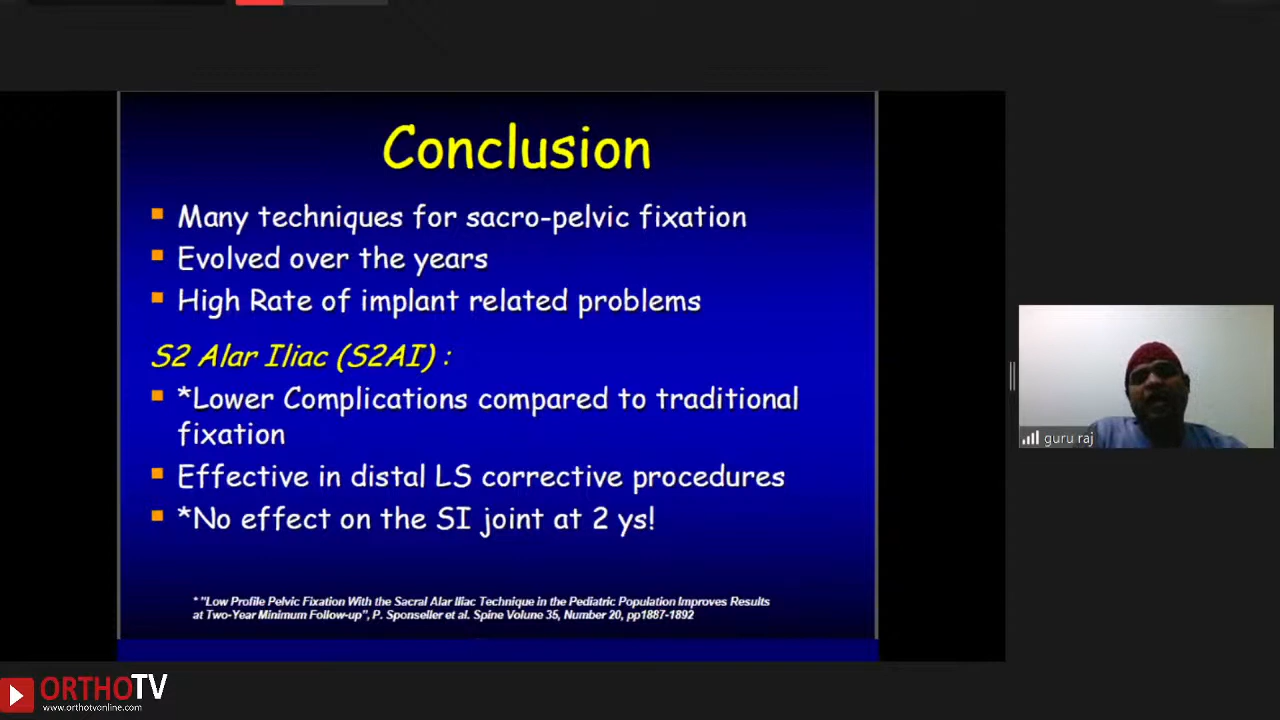 Conclusion
Many techniques for sacro-pelvic fixation
Evolved over the years
High Rate of implant related problems
S2 Alar Iliac (S2AI) :
*Lower Complications compared to traditional
fixation
Effective in distal LS corrective procedures
*No effect on the SI joint at 2 ys!
* "Low Profile Pelvic Fixation With the Sacral Alar Iliac Technique in the Pediatric Population Improves Results
at Two-Year Minimum Follow-up", P. Sponseller et al. Spine Volume 35, Number 20, pp1887-1892
guru raj
ORTHOTV
www.orthotvonline.com